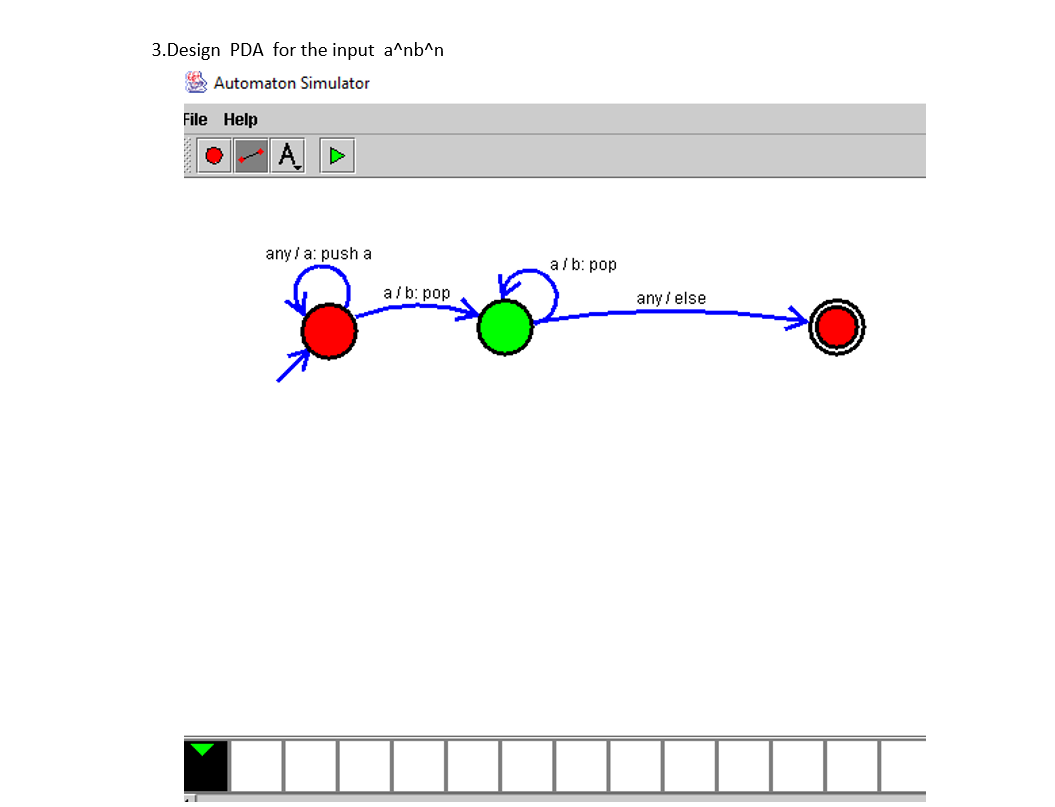 3.Design PDA for the input a^nb^n
Automaton Simulator
File Help
A
any / a: push a
a / b: pop
a / b: pop
any / else